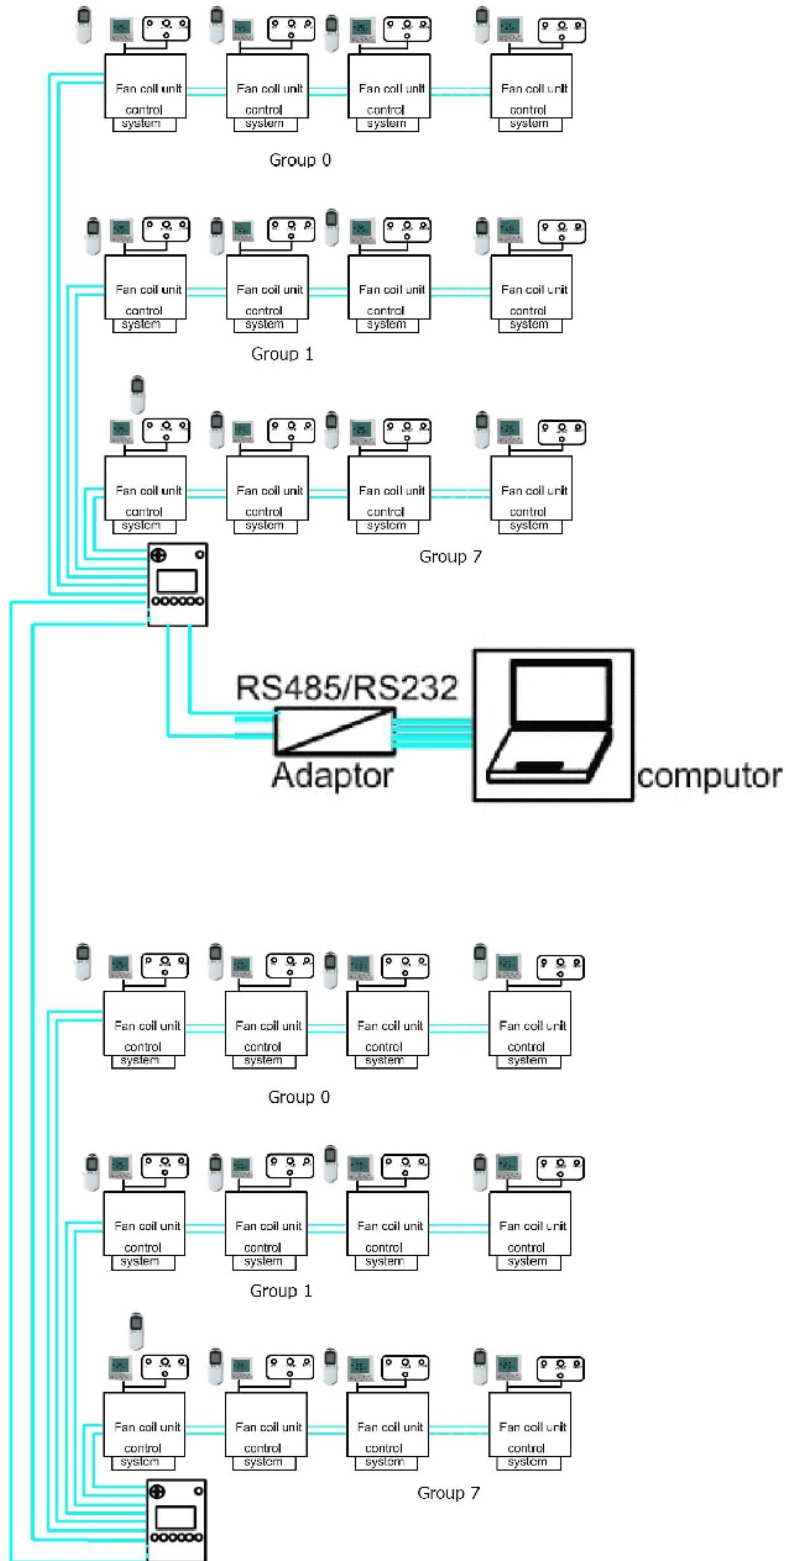 Fan coil unit Fan coil unit Fan coil unit Fan coil unit
control control control control
system system system system
Group 0
Fan coil unit Fan coil unit Fan coil unit Fan coil unit
control control control control
system system system system
Group 1
Fan coil unit Fan coil unit Fan coil unit Fan coil unit
control control control control
system system system system
Group 7
RS485/RS232
Adaptor
computor
Fan coil unit Fan coil unit Fan coil unit Fan coil unit
control control control control
system system system system
Group 0
Fan coil unit Fan coil unit Fan coil unit Fan coil unit
control control control control
system system system system
Group 1
Fan coil unit Fan coil unit Fan coil unit Fan coil unit
control control control control
system system system system
Group 7